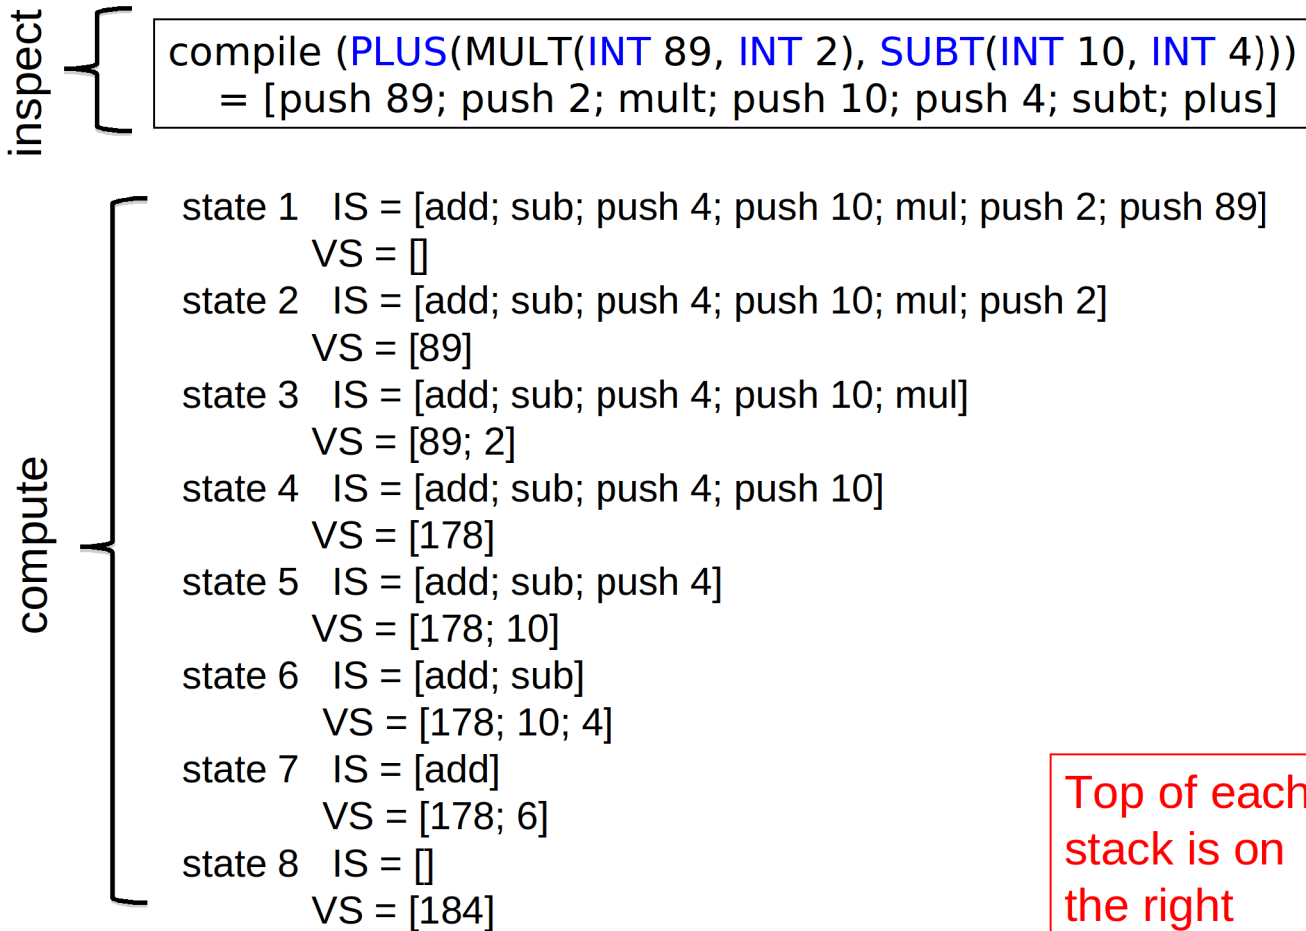 inspect
compile (PLUS(MULT(INT 89, INT 2), SUBT(INT 10, INT 4)))
= [push 89; push 2; mult; push 10; push 4; subt; plus]
compute
state 1 IS = [add; sub; push 4; push 10; mul; push 2; push 89]
VS = []
state 2 IS = [add; sub; push 4; push 10; mul; push 2]
VS = [89]
state 3 IS = [add; sub; push 4; push 10; mul]
VS = [89; 2]
state 4 IS = [add; sub; push 4; push 10]
VS = [178]
state 5 IS = [add; sub; push 4]
VS = [178; 10]
state 6 IS = [add; sub]
VS = [178; 10; 4]
state 7 IS = [add]
VS = [178; 6]
state 8 IS = []
VS = [184]
Top of each
stack is on
the right